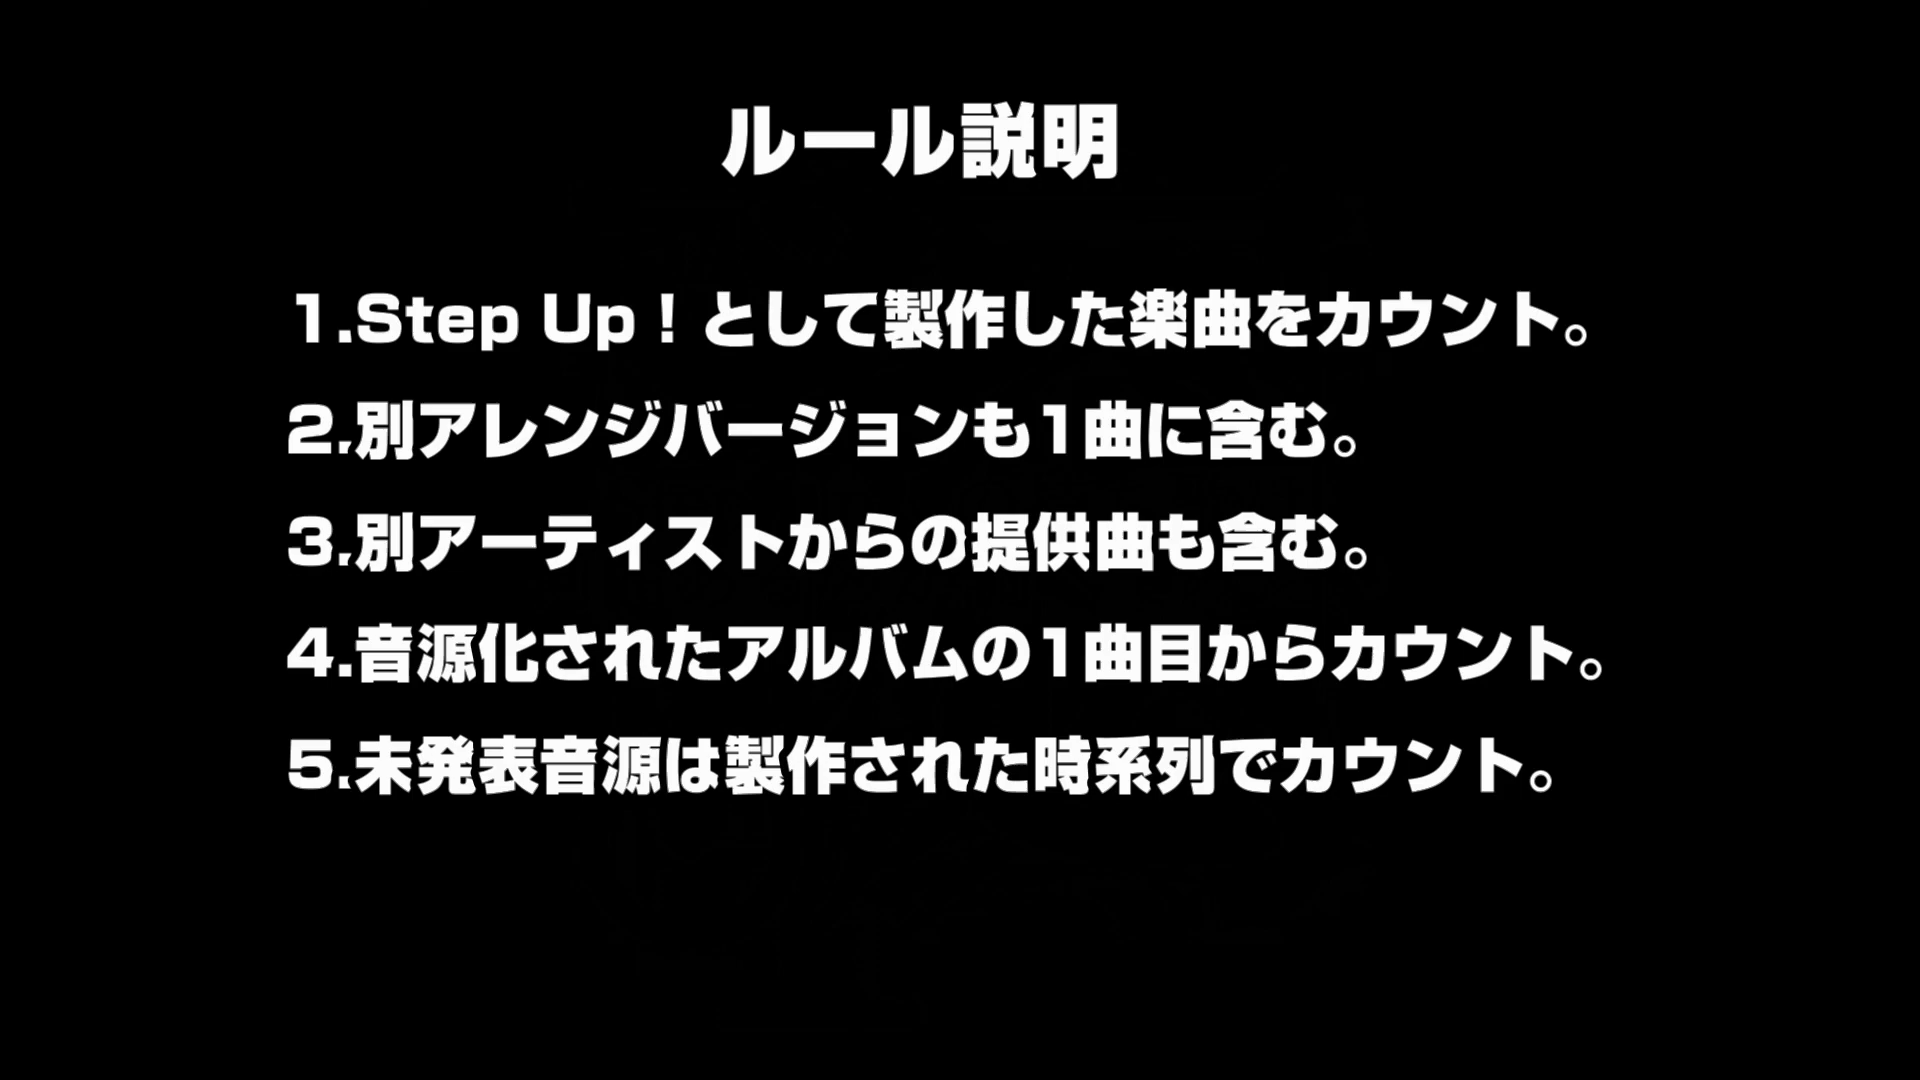 ルール説明
1.Step Up！として製作した楽曲をカウント。
2.別アレンジバージョンも1曲に含む。
3.別アーティストからの提供曲も含む。
4.音源化されたアルバムの1曲目からカウント。
5.未発表音源は製作された時系列でカウント。